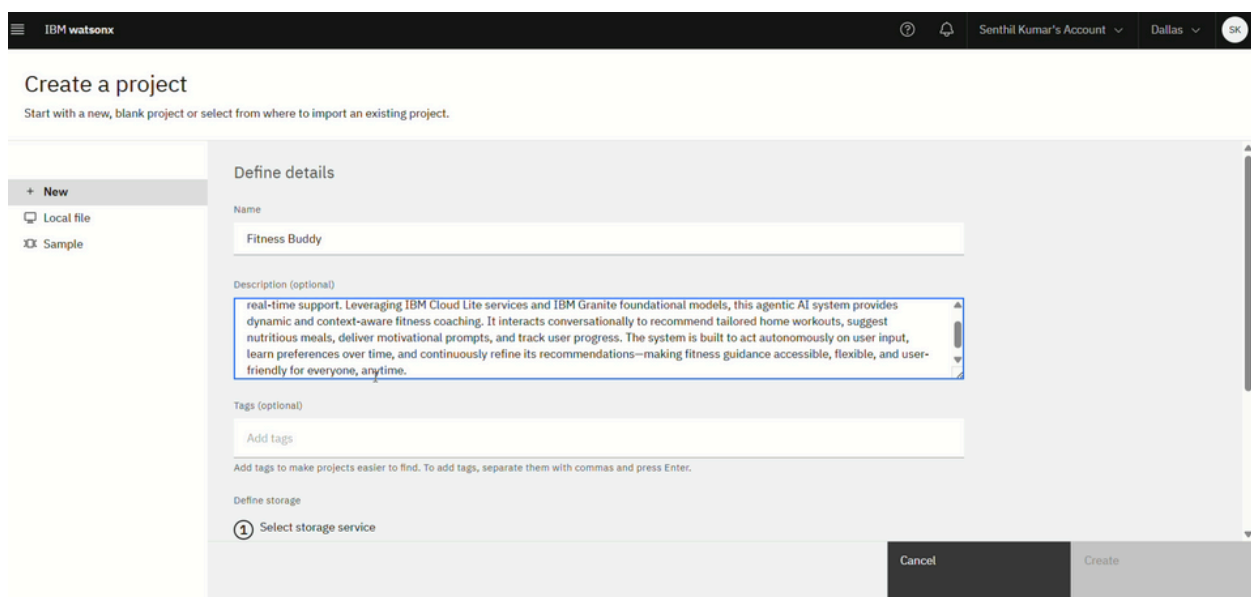 IBM watsonx
Senthil Kumar's Account
Dallas
SK
Create a project
Start with a new, blank project or select from where to import an existing project.
+ New
Local file
Sample
Define details
Name
Fitness Buddy
Description (optional)
real-time support. Leveraging IBM Cloud Lite services and IBM Granite foundational models, this agentic AI system provides
dynamic and context-aware fitness coaching. It interacts conversationally to recommend tailored home workouts, suggest
nutritious meals, deliver motivational prompts, and track user progress. The system is built to act autonomously on user input,
learn preferences over time, and continuously refine its recommendations—making fitness guidance accessible, flexible, and user-
friendly for everyone, anytime.
Tags (optional)
Add tags
Add tags to make projects easier to find. To add tags, separate them with commas and press Enter.
Define storage
1 Select storage service
Cancel
Create